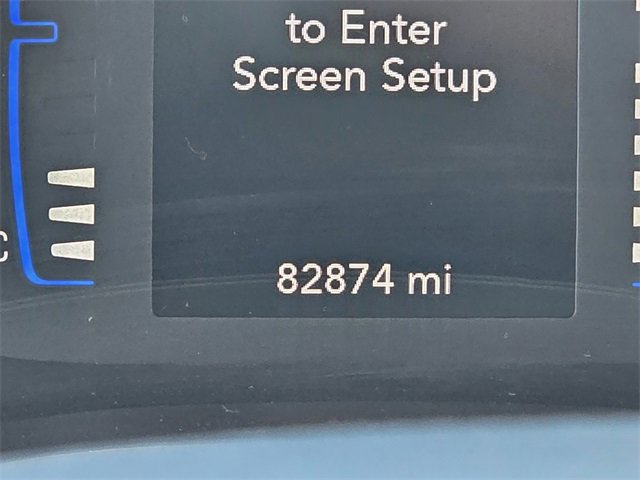 to Enter
Screen Setup
C
82874 mi